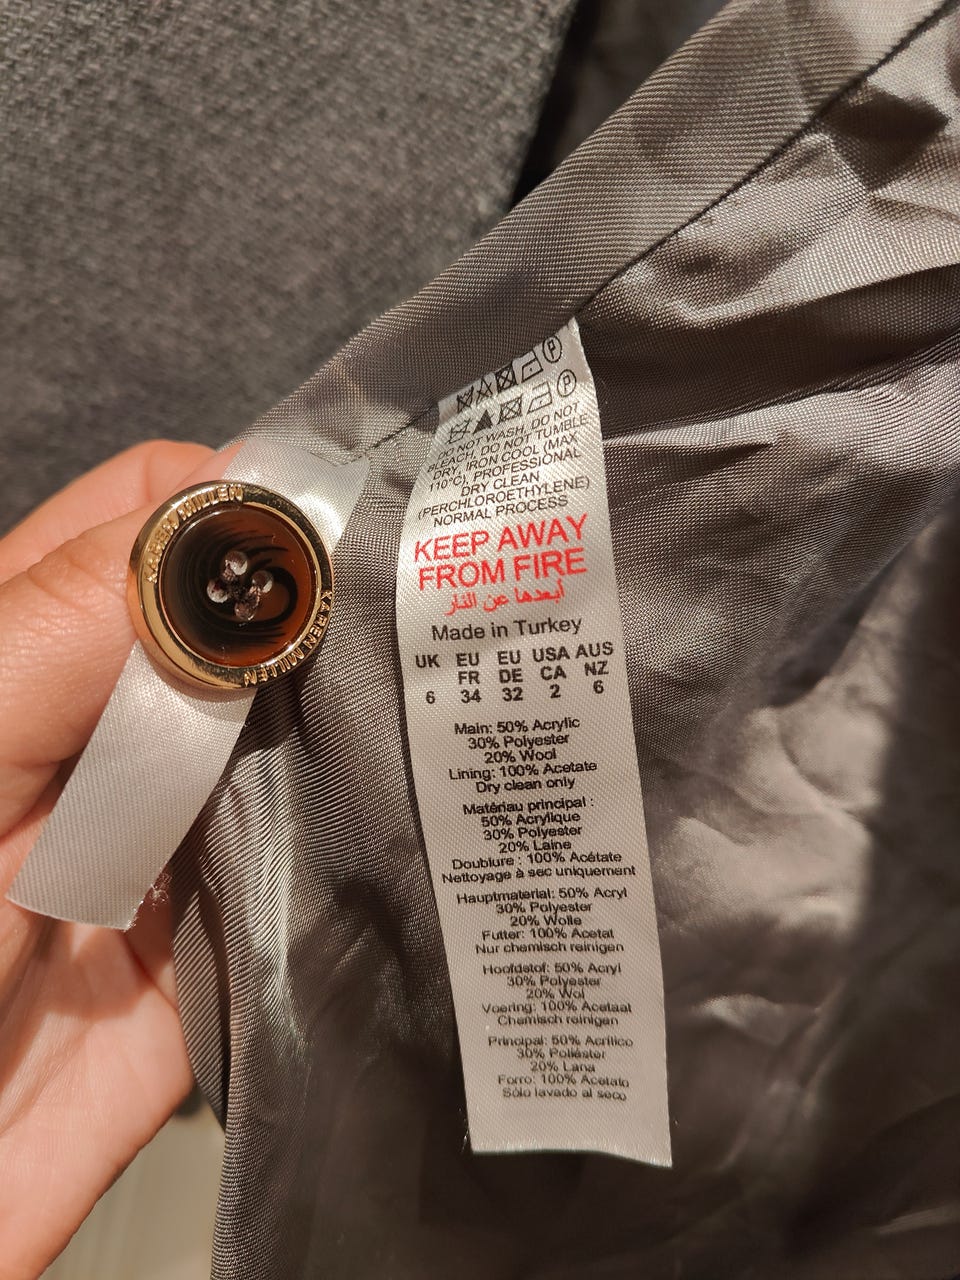 KAREN MILLEN
KAREN MILLEN
DO NOT WASH, DO NOT
BLEACH, DO NOT TUMBLE
DRY, IRON COOL (MAX
110°C), PROFESSIONAL
DRY CLEAN
(PERCHLOROETHYLENE)
NORMAL PROCESS
KEEP AWAY
FROM FIRE
أبعدها عن النار
Made in Turkey
UK EU EU USA AUS
FR DE CA NZ
6 34 32 2 6
Main: 50% Acrylic
30% Polyester
20% Wool
Lining: 100% Acetate
Dry clean only
Matériau principal :
50% Acrylique
30% Polyester
20% Laine
Doublure : 100% Acétate
Nettoyage à sec uniquement
Hauptmaterial: 50% Acryl
30% Polyester
20% Wolle
Futter: 100% Acetat
Nur chemisch reinigen
Hoofdstof: 50% Acryl
30% Polyester
20% Wol
Voering: 100% Acetaat
Chemisch reinigen
Principal: 50% Acrílico
30% Poliéster
20% Lana
Forro: 100% Acetato
Sólo lavado al seco